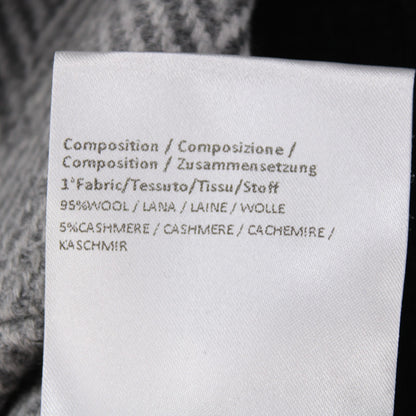 Composition / Composizione /
Composition / Zusammensetzung
1°Fabric/Tessuto/Tissu/Stoff
95%WOOL / LANA / LAINE / WOLLE
5%CASHMERE / CASHMERE / CACHEMIRE /
KASCHMIR